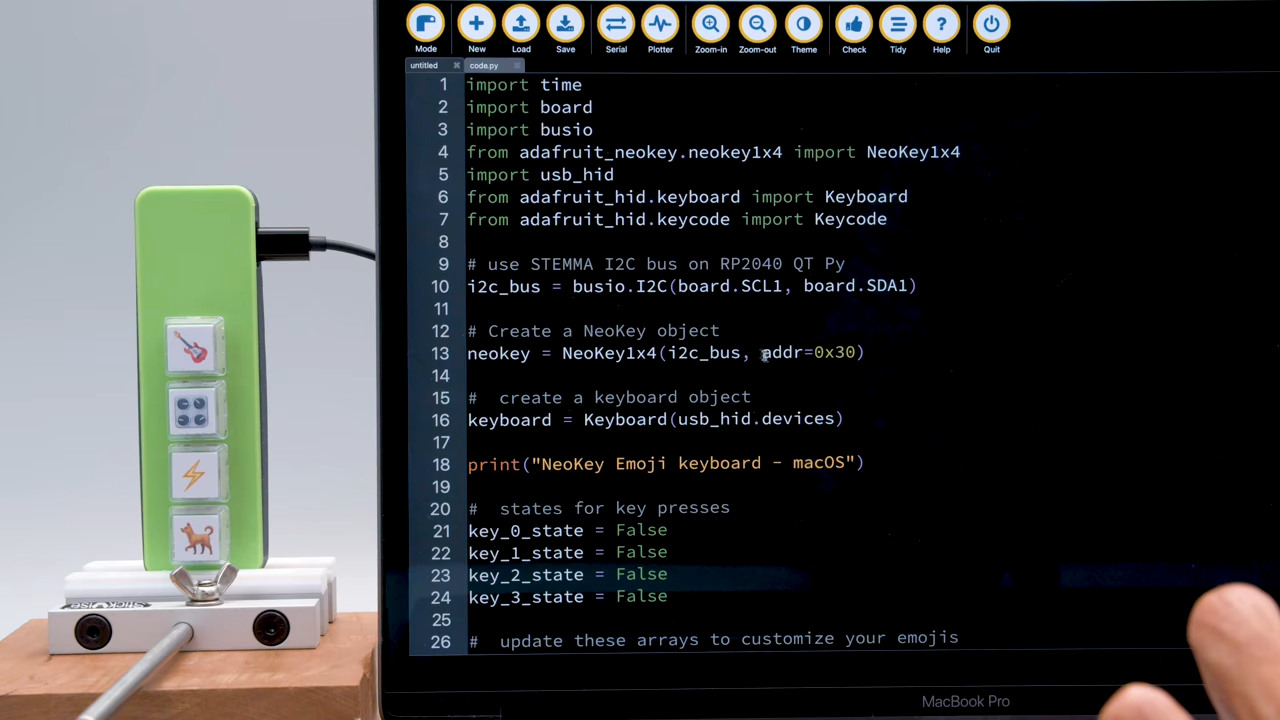 Mode New Load Save Serial Plotter Zoom-in Zoom-out Theme Check Tidy Help Quit
untitled code.py
1 import time
2 import board
3 import busio
4 from adafruit_neokey.neokey1x4 import NeoKey1x4
5 import usb_hid
6 from adafruit_hid.keyboard import Keyboard
7 from adafruit_hid.keycode import Keycode
8
9 # use STEMMA I2C bus on RP2040 QT Py
10 i2c_bus = busio.I2C(board.SCL1, board.SDA1)
11
12 # Create a NeoKey object
13 neokey = NeoKey1x4(i2c_bus, addr=0x30)
14
15 #  create a keyboard object
16 keyboard = Keyboard(usb_hid.devices)
17
18 print("NeoKey Emoji keyboard - macOS")
19
20 #  states for key presses
21 key_0_state = False
22 key_1_state = False
23 key_2_state = False
24 key_3_state = False
25
26 #  update these arrays to customize your emojis
MacBook Pro
StickVise